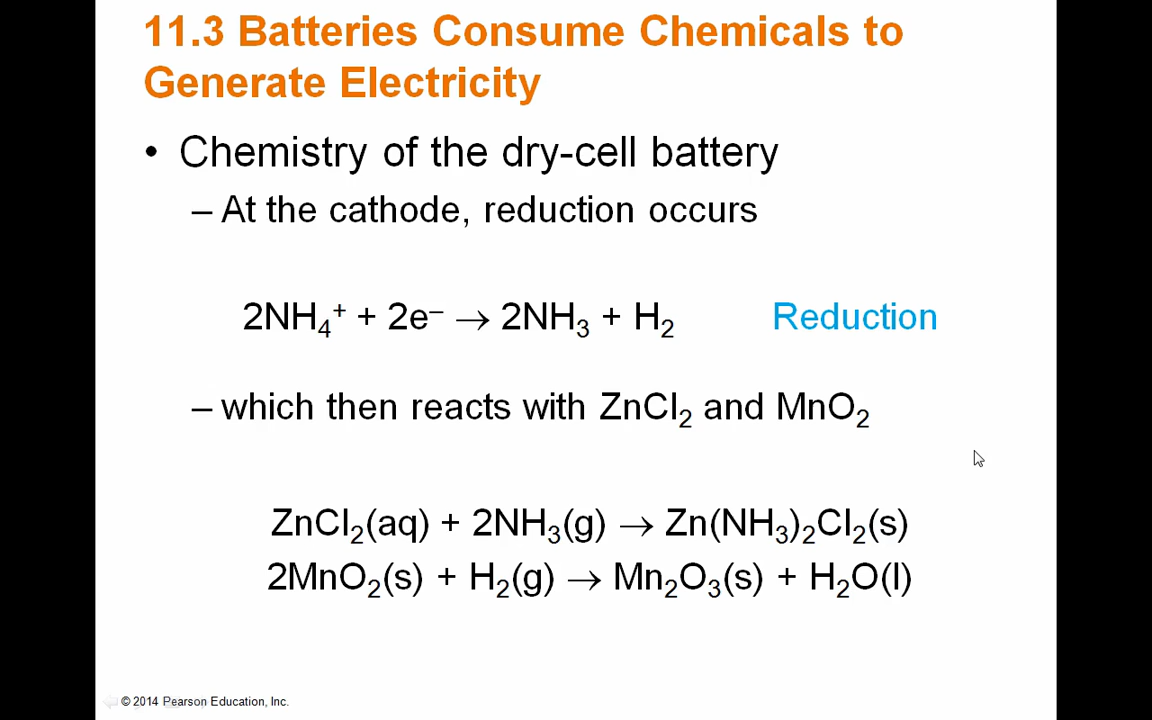 11.3 Batteries Consume Chemicals to
Generate Electricity
• Chemistry of the dry-cell battery
– At the cathode, reduction occurs
2NH₄⁺ + 2e⁻ → 2NH₃ + H₂ Reduction
– which then reacts with ZnCl₂ and MnO₂
ZnCl₂(aq) + 2NH₃(g) → Zn(NH₃)₂Cl₂(s)
2MnO₂(s) + H₂(g) → Mn₂O₃(s) + H₂O(l)
© 2014 Pearson Education, Inc.